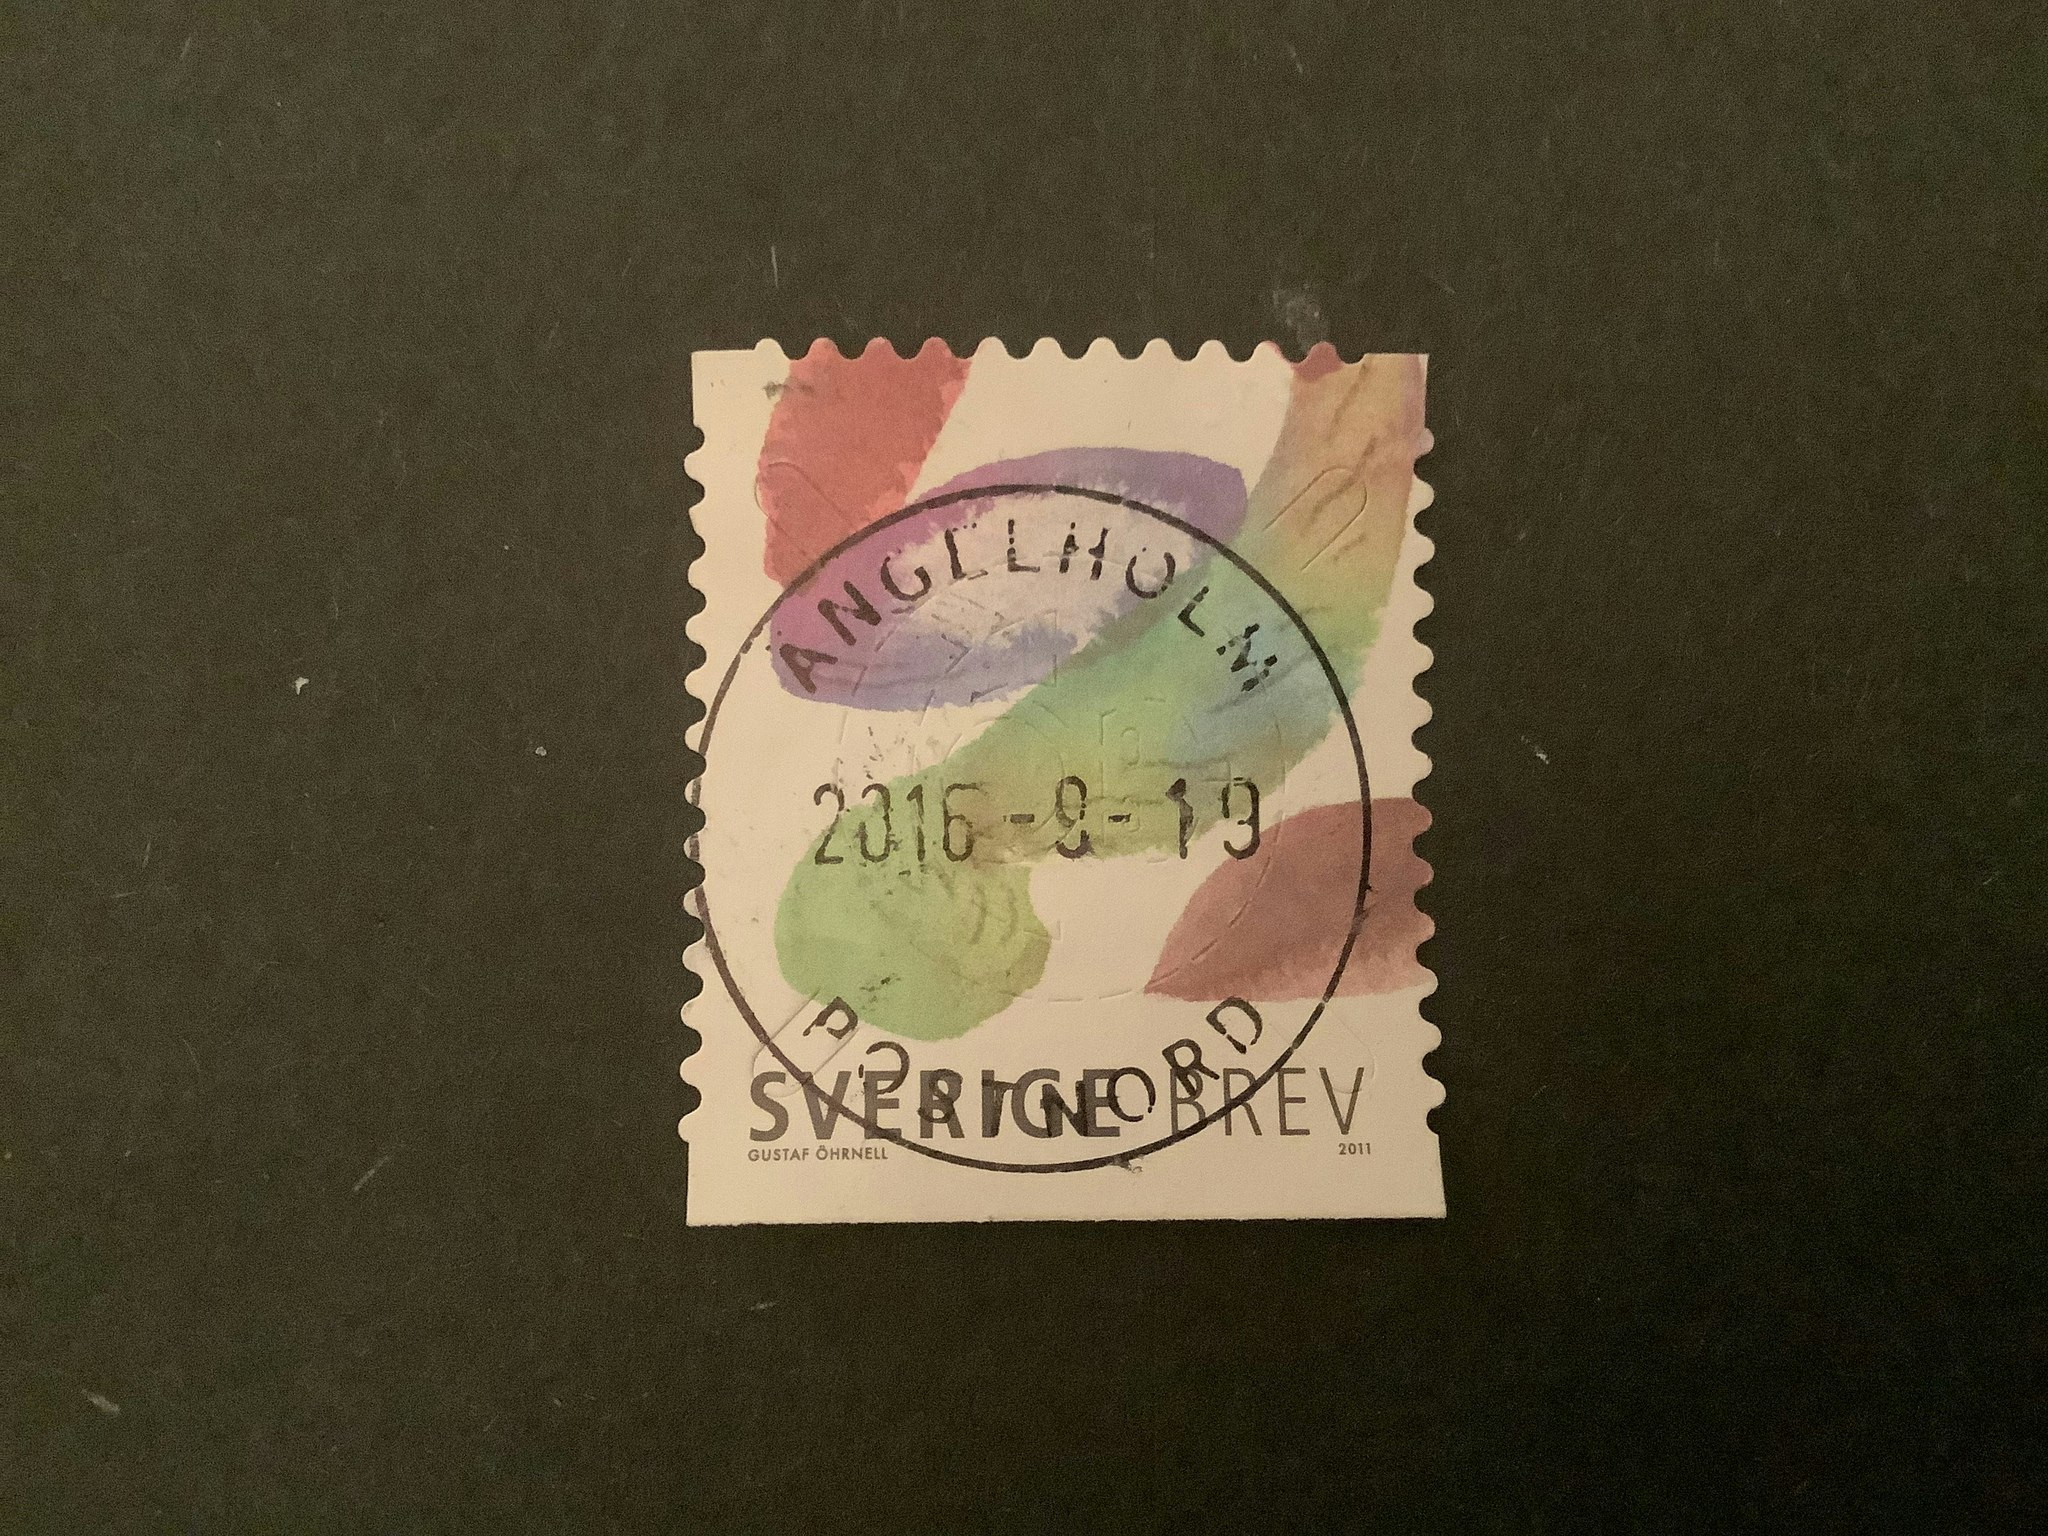 ÄNGELHOLM
2016-9-19
POSTNORD
SVERIGE BREV
GUSTAF ÖHRNELL
2011